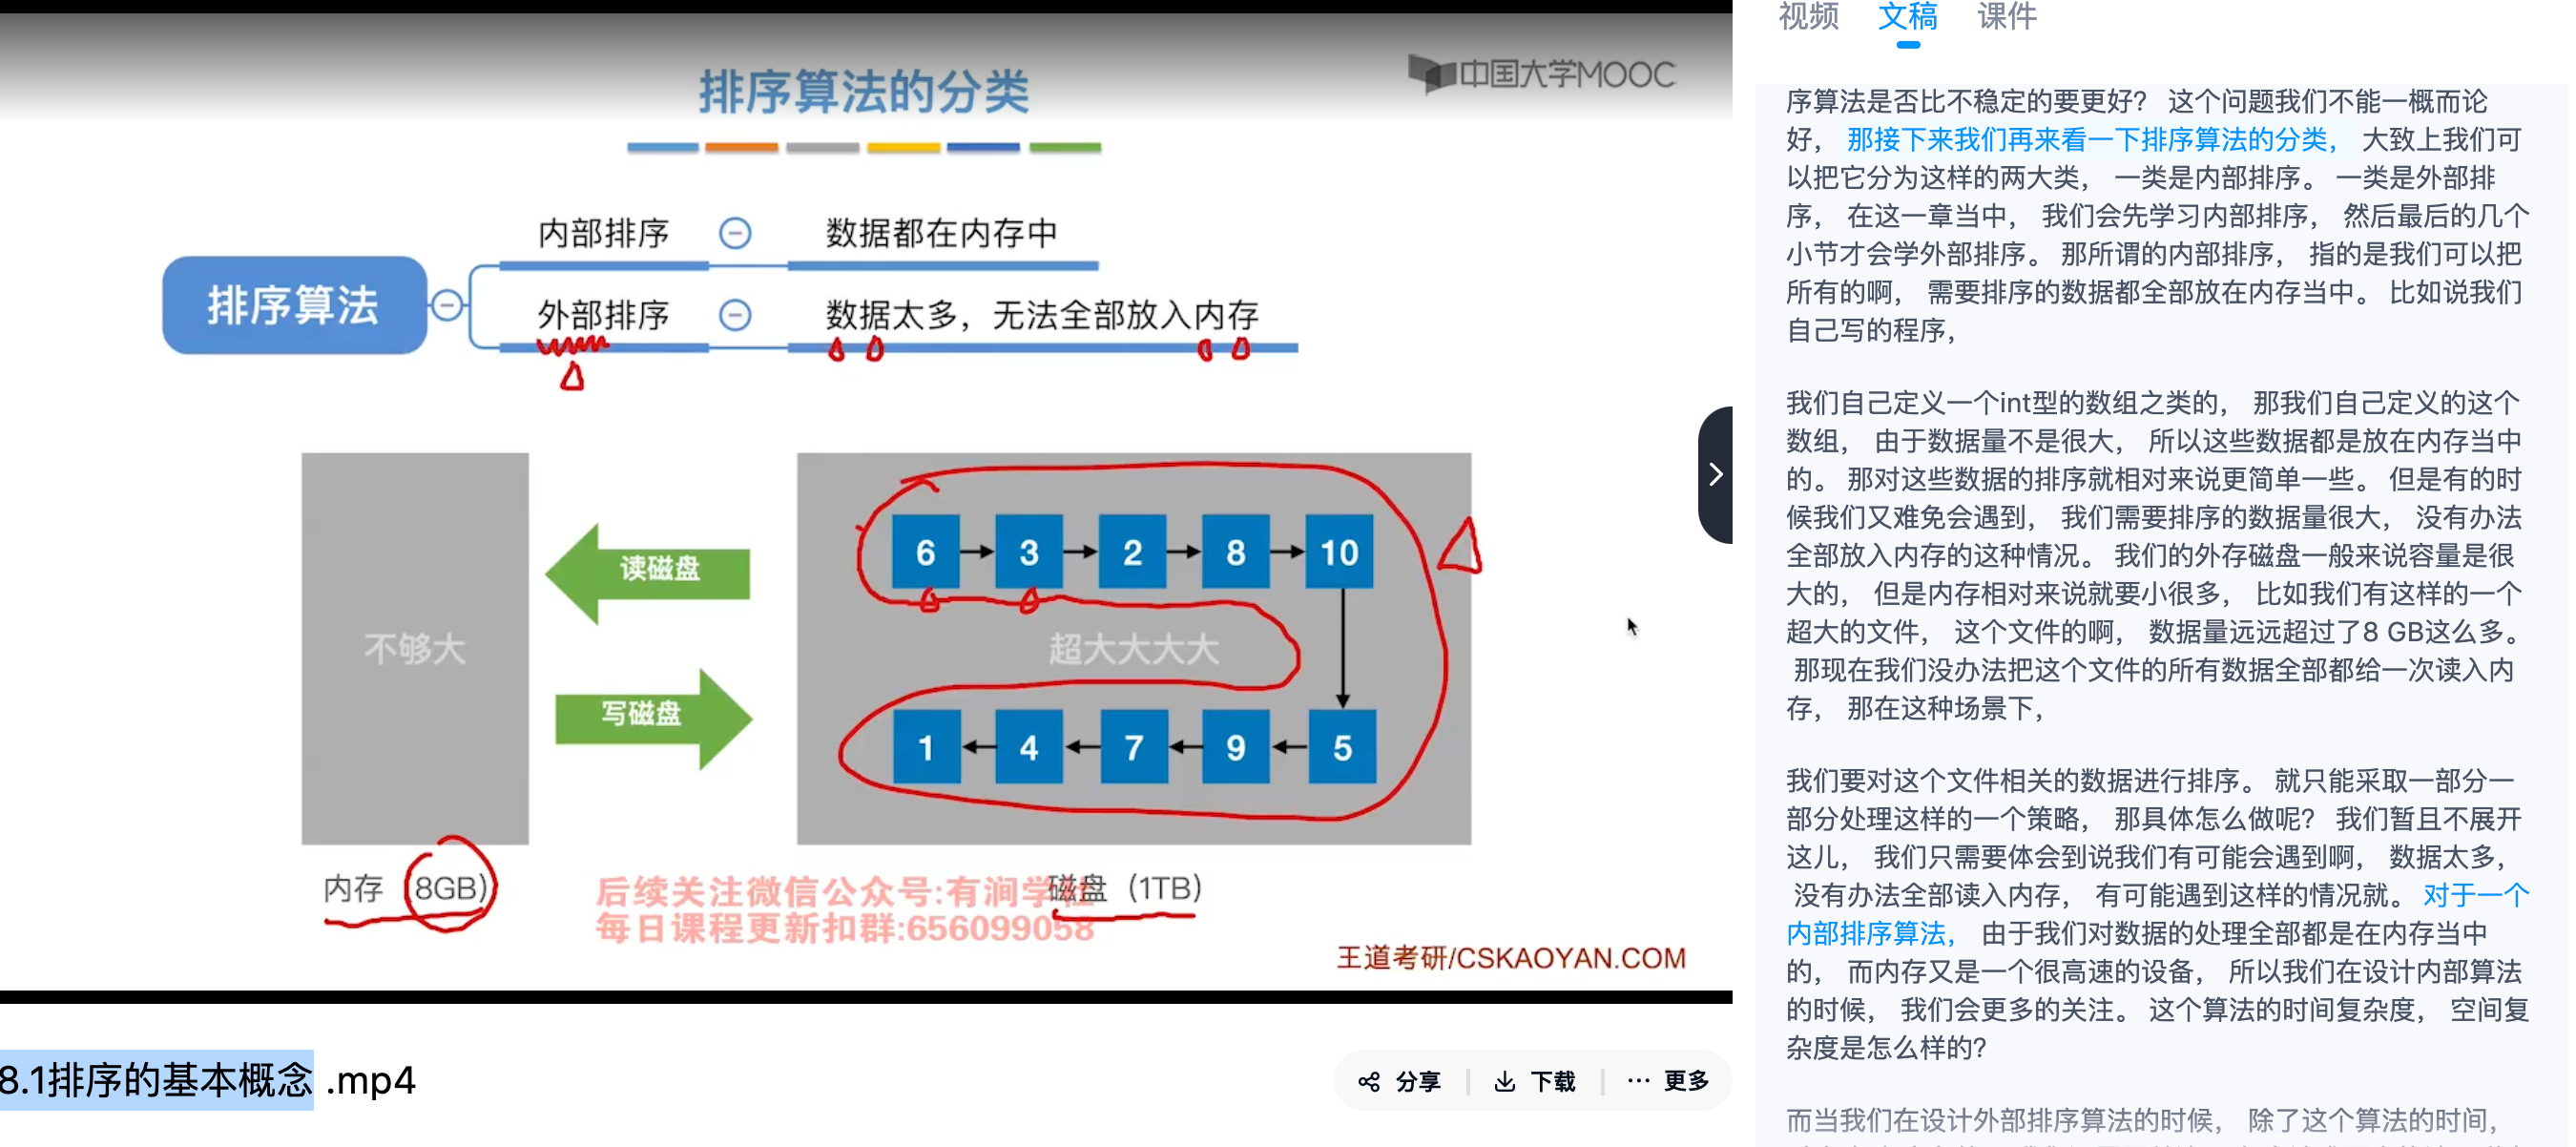 中国大学MOOC
排序算法的分类
内部排序 数据都在内存中
排序算法
外部排序 数据太多，无法全部放入内存
6 3 2 8 10
读磁盘
不够大
超大大大大
写磁盘
1 4 7 9 5
内存 (8GB)
磁盘（1TB）
后续关注微信公众号:有涧学社
每日课程更新扣群:656099058
王道考研/CSKAOYAN.COM
8.1排序的基本概念 .mp4
分享
下载
更多
视频 文稿 课件
序算法是否比不稳定的要更好？ 这个问题我们不能一概而论
好， 那接下来我们再来看一下排序算法的分类， 大致上我们可
以把它分为这样的两大类， 一类是内部排序。 一类是外部排
序， 在这一章当中， 我们会先学习内部排序， 然后最后的几个
小节才会学外部排序。 那所谓的内部排序， 指的是我们可以把
所有的啊， 需要排序的数据都全部放在内存当中。 比如说我们
自己写的程序，
我们自己定义一个int型的数组之类的， 那我们自己定义的这个
数组， 由于数据量不是很大， 所以这些数据都是放在内存当中
的。 那对这些数据的排序就相对来说更简单一些。 但是有的时
候我们又难免会遇到， 我们需要排序的数据量很大， 没有办法
全部放入内存的这种情况。 我们的外存磁盘一般来说容量是很
大的， 但是内存相对来说就要小很多， 比如我们有这样的一个
超大的文件， 这个文件的啊， 数据量远远超过了8 GB这么多。
那现在我们没办法把这个文件的所有数据全部都给一次读入内
存， 那在这种场景下，
我们要对这个文件相关的数据进行排序。 就只能采取一部分一
部分处理这样的一个策略， 那具体怎么做呢？ 我们暂且不展开
这儿， 我们只需要体会到说我们有可能会遇到啊， 数据太多，
没有办法全部读入内存， 有可能遇到这样的情况就。 对于一个
内部排序算法， 由于我们对数据的处理全部都是在内存当中
的， 而内存又是一个很高速的设备， 所以我们在设计内部算法
的时候， 我们会更多的关注。 这个算法的时间复杂度， 空间复
杂度是怎么样的？
而当我们在设计外部排序算法的时候， 除了这个算法的时间，